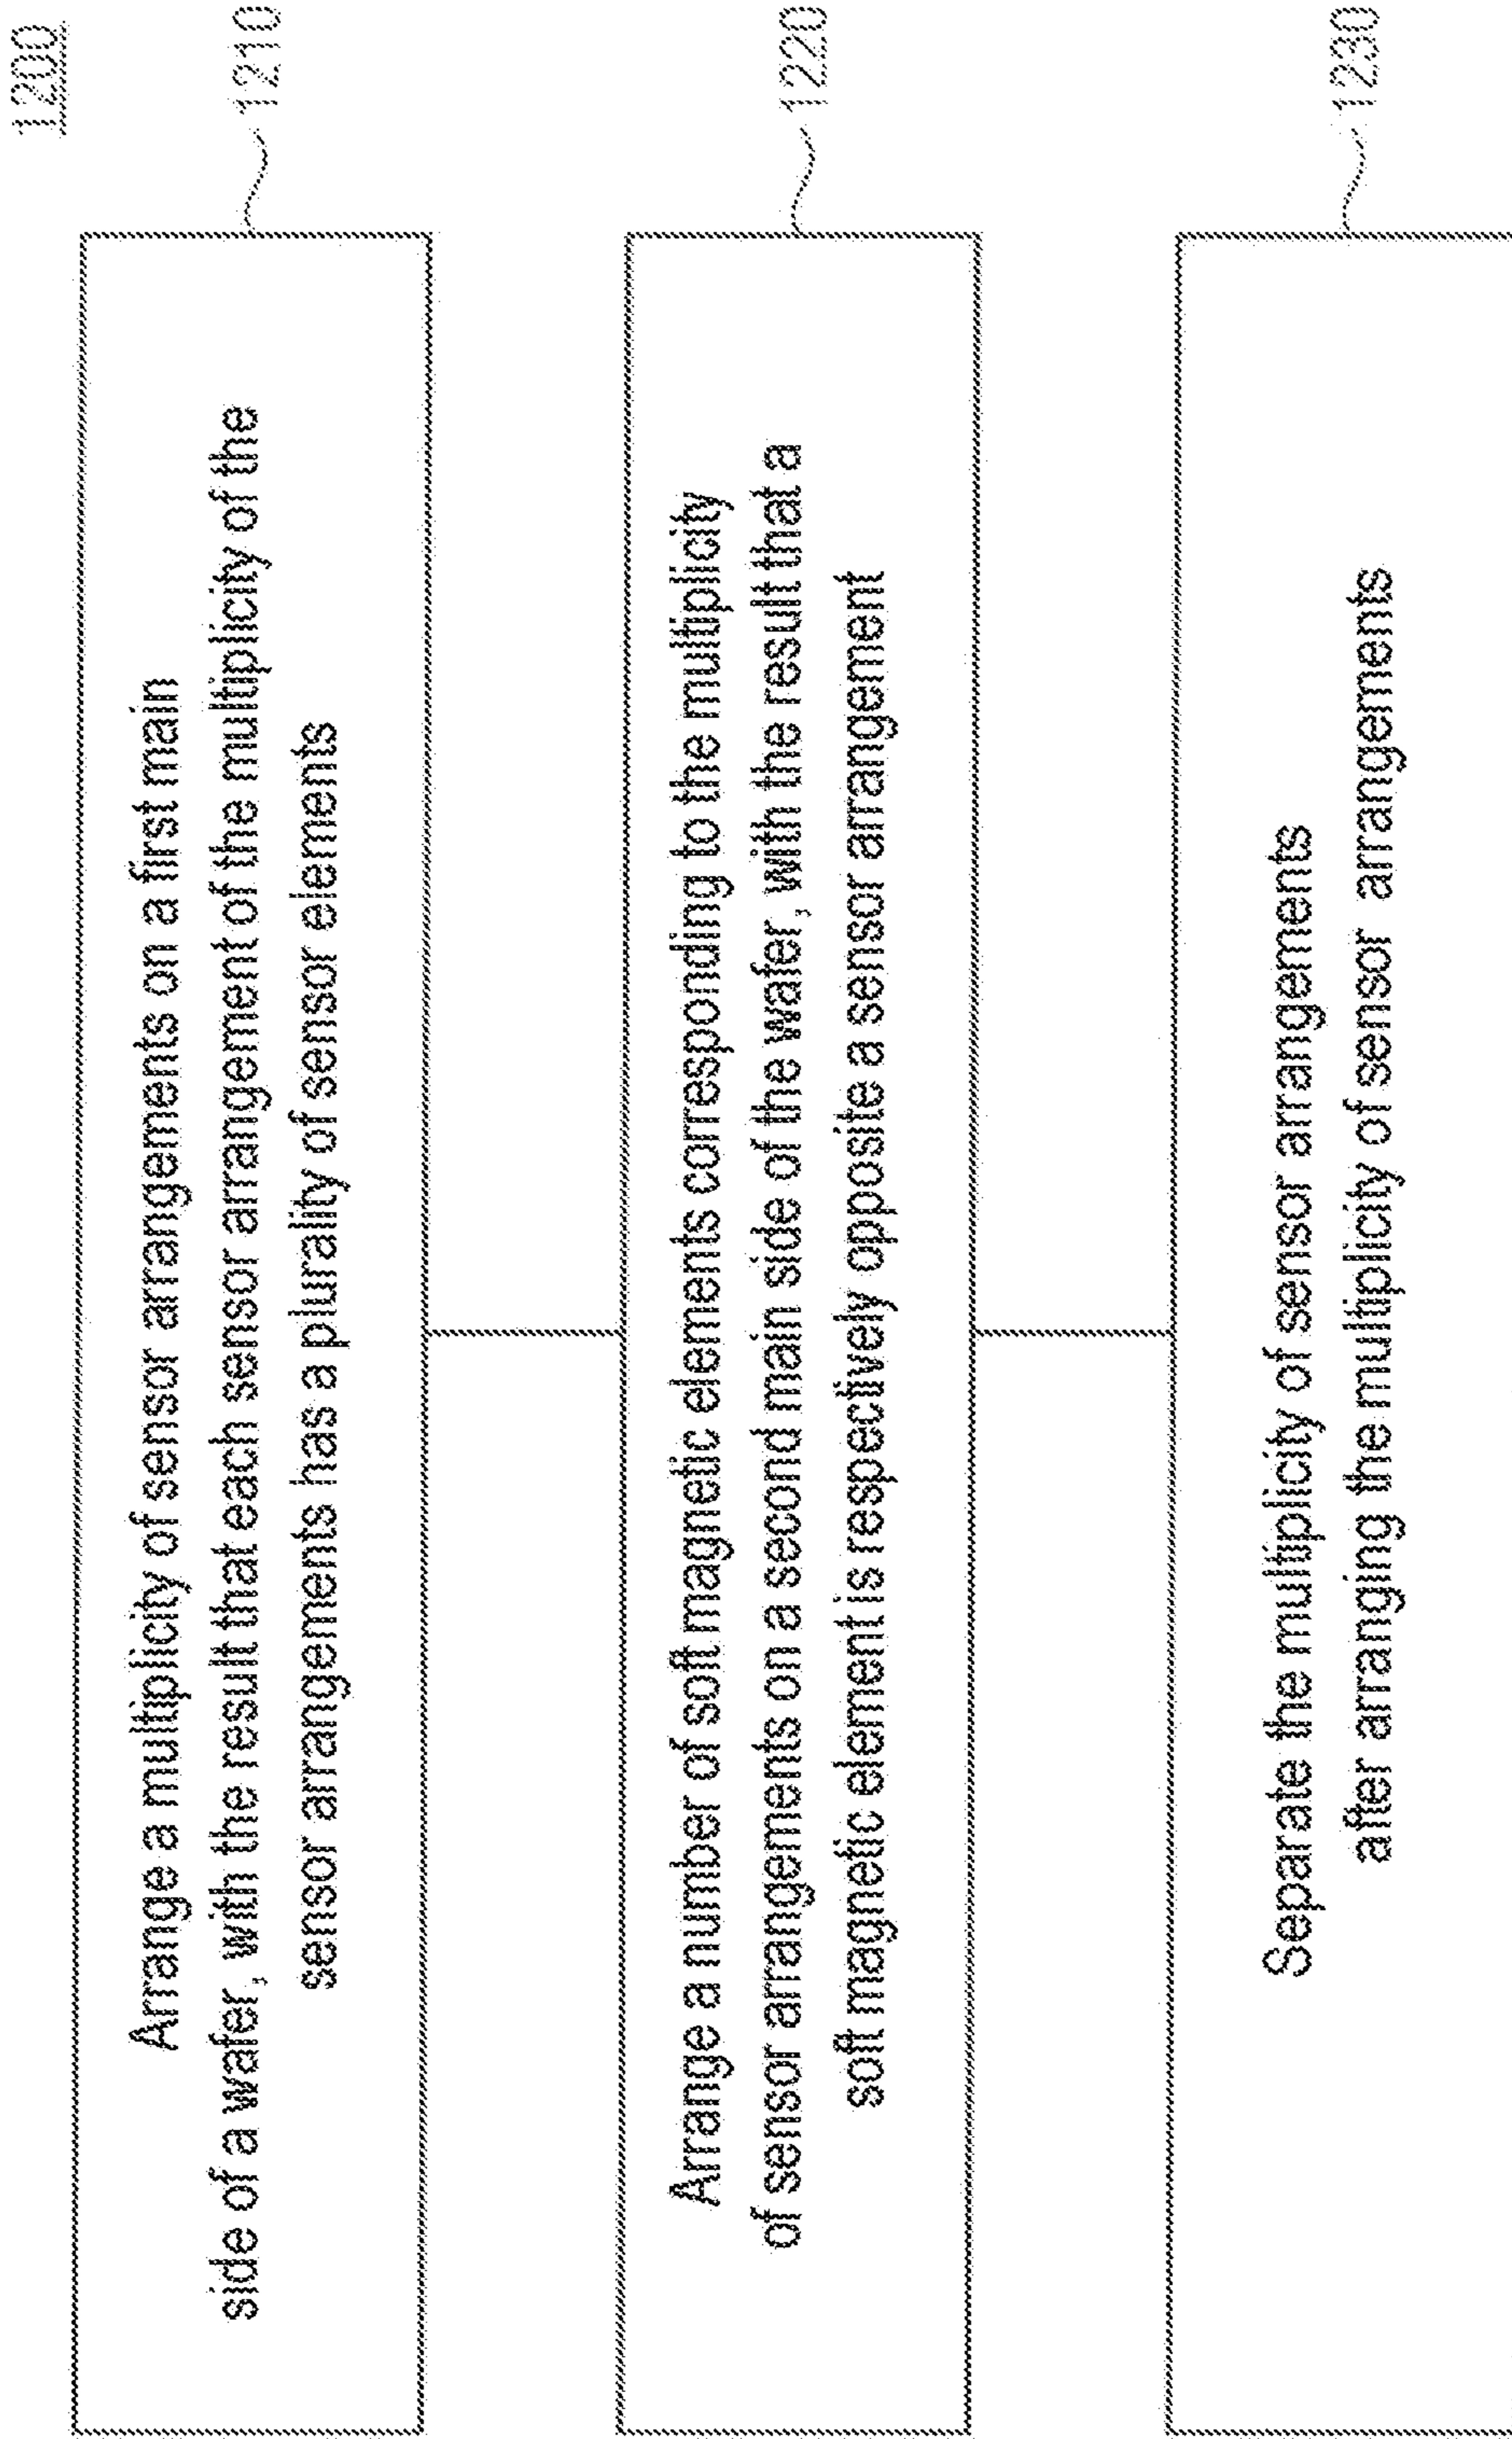 1200
Arrange a multiplicity of sensor arrangements on a first main
side of a wafer, with the result that each sensor arrangement of the multiplicity of the
sensor arrangements has a plurality of sensor elements
1210
Arrange a number of soft magnetic elements corresponding to the multiplicity
of sensor arrangements on a second main side of the wafer, with the result that a
soft magnetic element is respectively opposite a sensor arrangement
1220
Separate the multiplicity of sensor arrangements
after arranging the multiplicity of sensor arrangements
1230